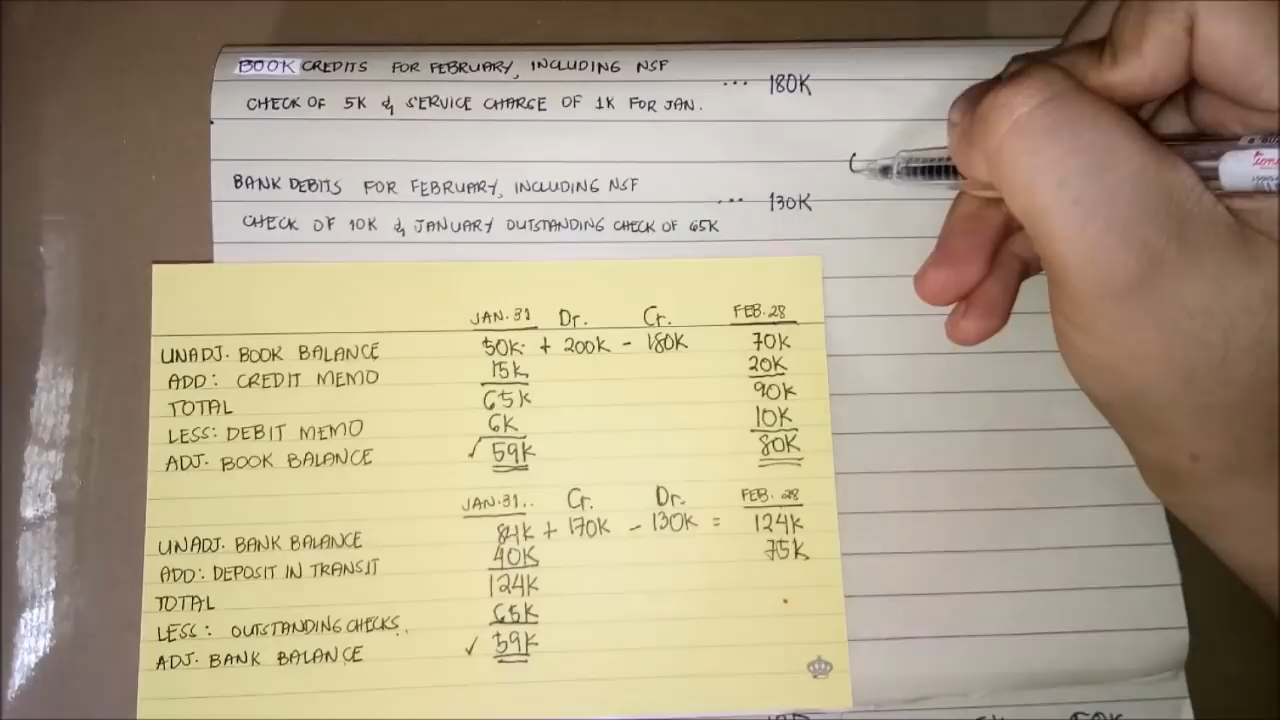 BOOK CREDITS FOR FEBRUARY, INCLUDING NSF
CHECK OF 5K & SERVICE CHARGE OF 1K FOR JAN. ... 180K
BANK DEBITS FOR FEBRUARY, INCLUDING NSF
CHECK OF 10K & JANUARY OUTSTANDING CHECK OF 65K ... 130K
JAN. 31 Dr. Cr. FEB. 28
UNADJ. BOOK BALANCE 50K + 200K - 180K 70K
ADD: CREDIT MEMO 15K 20K
TOTAL 65K 90K
LESS: DEBIT MEMO 6K 10K
ADJ. BOOK BALANCE √ 59K 80K
JAN. 31.. Cr. Dr. FEB. 28
UNADJ. BANK BALANCE 84K + 170K - 130K = 124K
ADD: DEPOSIT IN TRANSIT 40K 75K
TOTAL 124K
LESS: OUTSTANDING CHECKS. 65K
ADJ. BANK BALANCE √ 59K